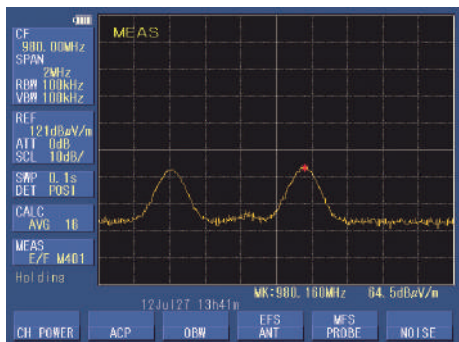 MEAS
CF
980.00MHz
SPAN
2MHz
RBW 100kHz
VBW 100kHz
REF
121dBμV/m
ATT 0dB
SCL 10dB/
SWP 0.1s
DET POSI
CALC
AVG 16
MEAS
E/F M401
Holding
MK:980.160MHz 64.5dBμV/m
12Jul27 13h41m
CH POWER ACP OBW EFS ANT MFS PROBE NOISE